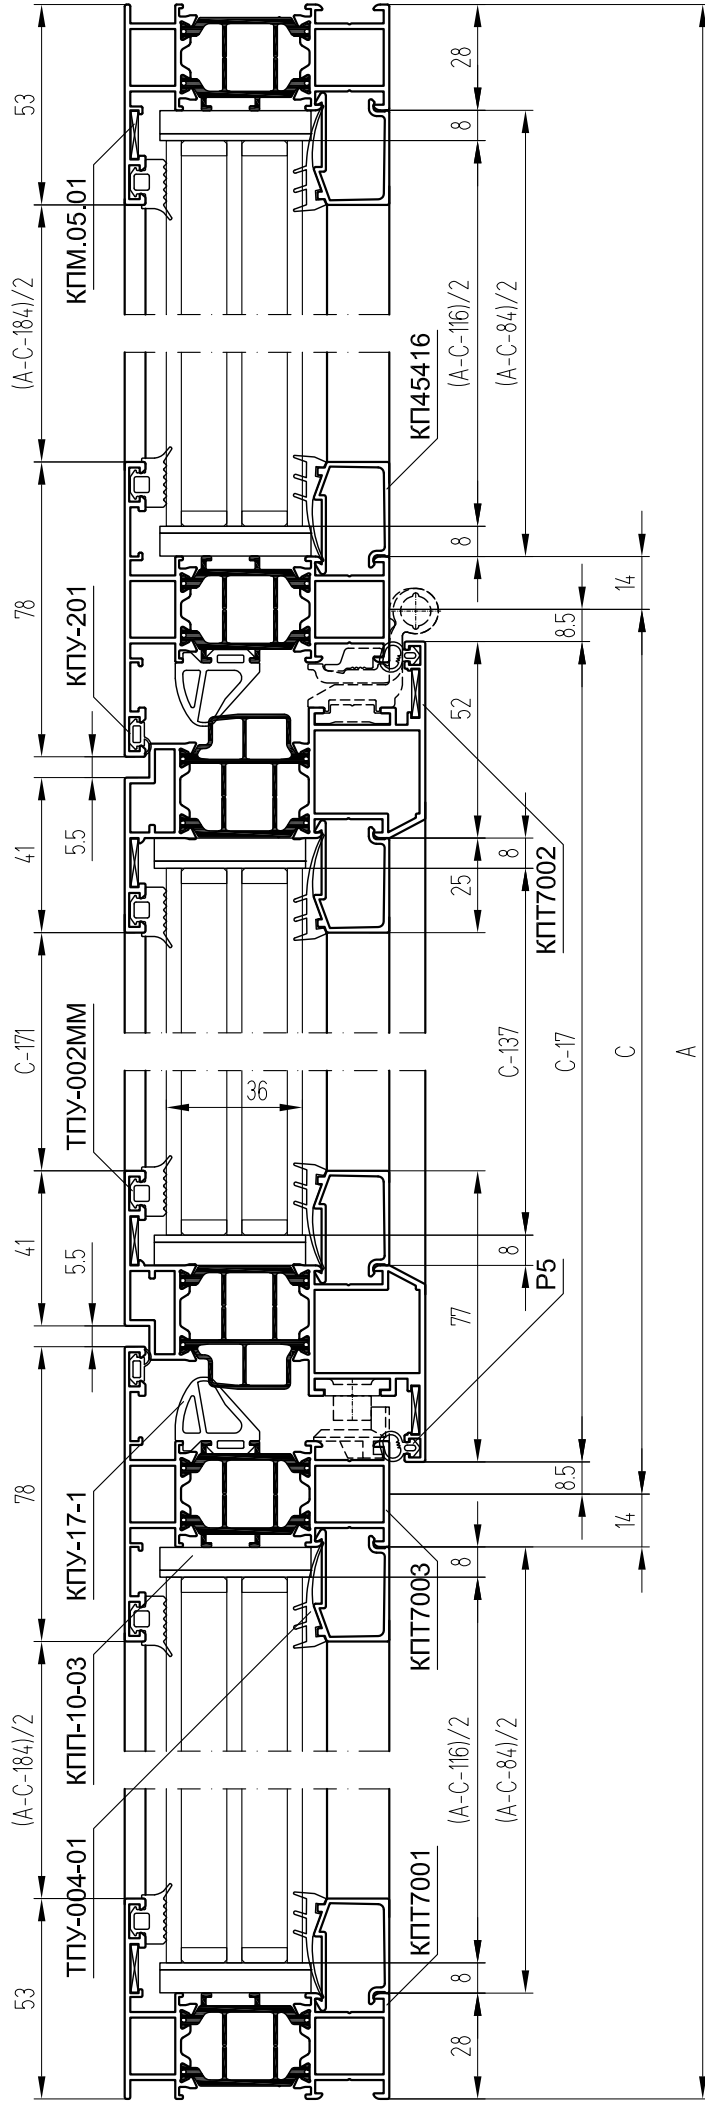 53
(А-С-184)/2
78
41
5.5
С-171
41
5.5
78
(А-С-184)/2
53
КПМ.05.01
КПУ-201
ТПУ-002ММ
КПУ-17-1
КПП-10-03
ТПУ-004-01
36
КП45416
КПТ7002
Р5
КПТ7003
КПТ7001
28
8
(А-С-116)/2
8
52
8
25
77
8
8
(А-С-116)/2
8
28
(А-С-84)/2
14
8.5
С-137
С-17
8.5
14
(А-С-84)/2
С
А